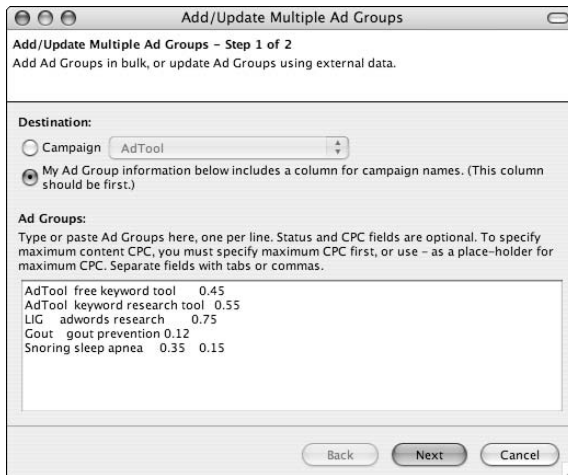 Add/Update Multiple Ad Groups
Add/Update Multiple Ad Groups – Step 1 of 2
Add Ad Groups in bulk, or update Ad Groups using external data.
Destination:
Campaign AdTool
My Ad Group information below includes a column for campaign names. (This column
should be first.)
Ad Groups:
Type or paste Ad Groups here, one per line. Status and CPC fields are optional. To specify
maximum content CPC, you must specify maximum CPC first, or use – as a place-holder for
maximum CPC. Separate fields with tabs or commas.
AdTool free keyword tool 0.45
AdTool keyword research tool 0.55
LIG adwords research 0.75
Gout gout prevention 0.12
Snoring sleep apnea 0.35 0.15
Back Next Cancel